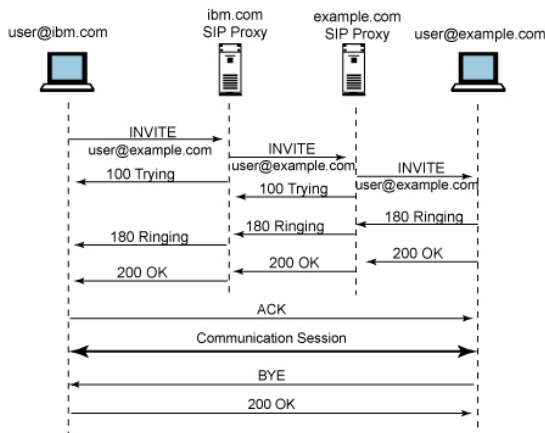 user@ibm.com
ibm.com
SIP Proxy
example.com
SIP Proxy
user@example.com
INVITE
user@example.com
INVITE
user@example.com
INVITE
user@example.com
100 Trying
100 Trying
180 Ringing
180 Ringing
180 Ringing
200 OK
200 OK
200 OK
ACK
Communication Session
BYE
200 OK